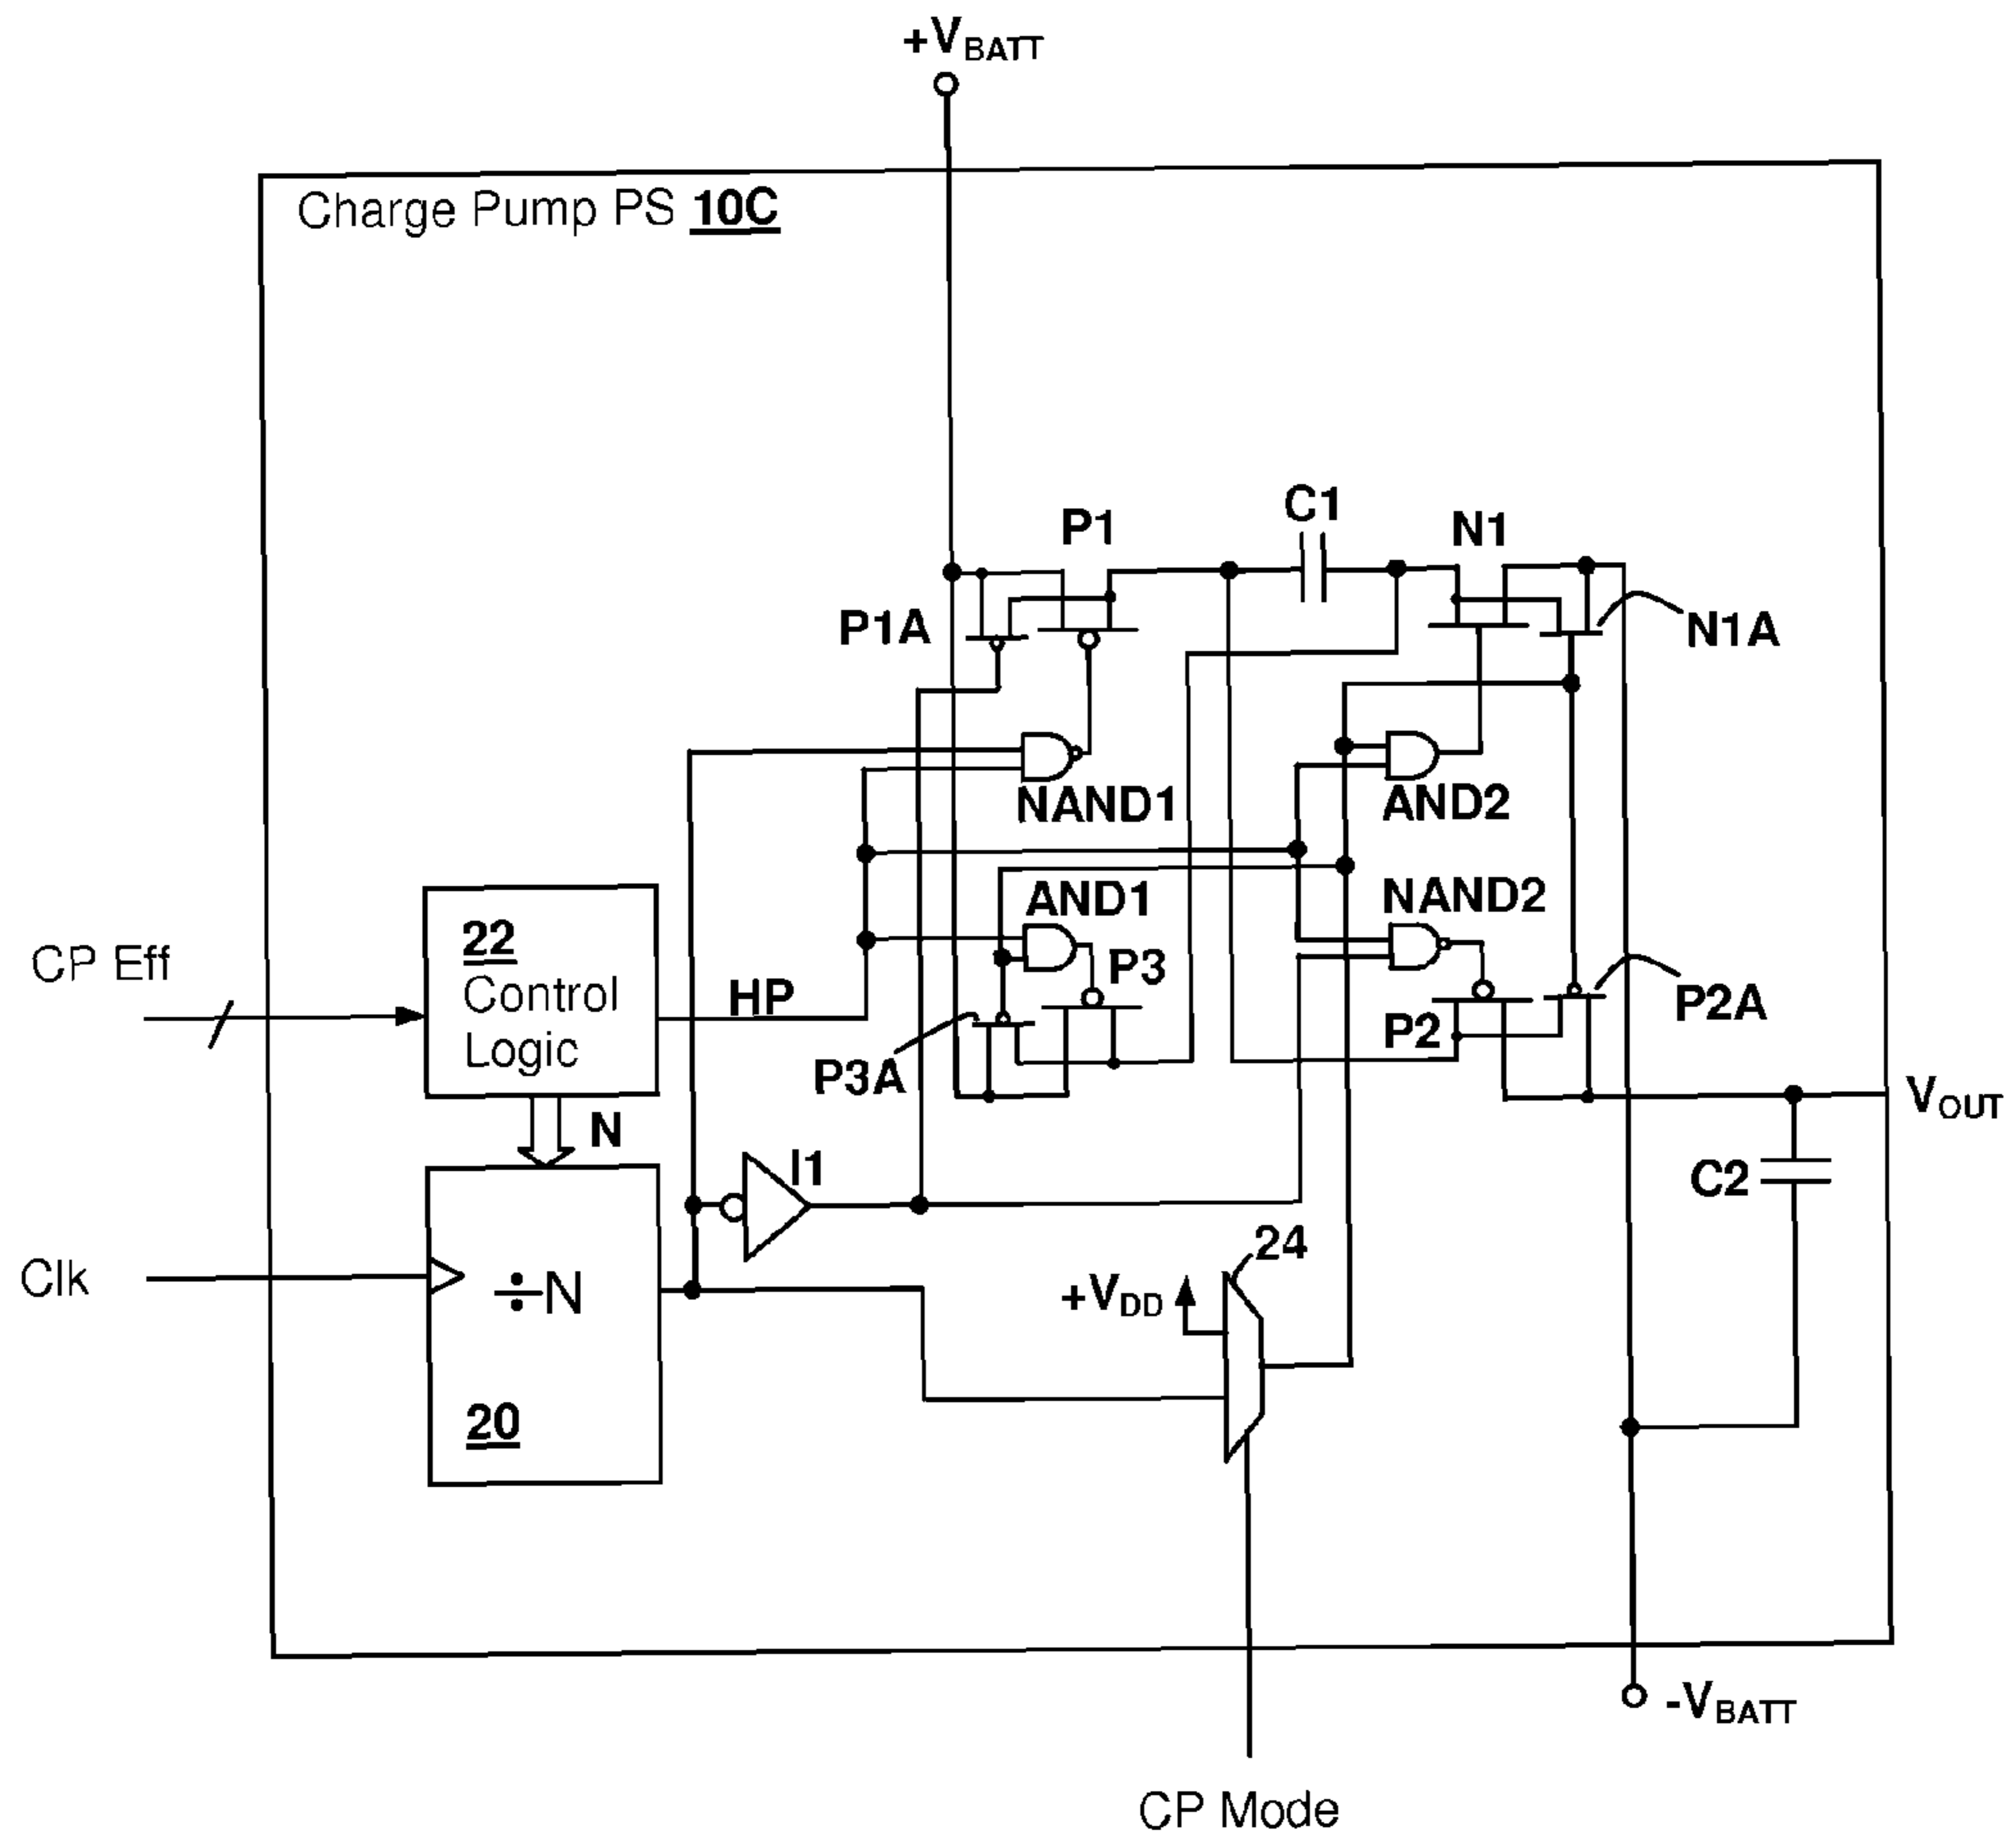 +VBATT
Charge Pump PS 10C
C1
P1
N1
P1A
N1A
NAND1
AND2
AND1
NAND2
22
Control
Logic
CP Eff
HP
P3
P2
P2A
P3A
VOUT
N
I1
C2
24
Clk
÷N
+VDD
20
-VBATT
CP Mode